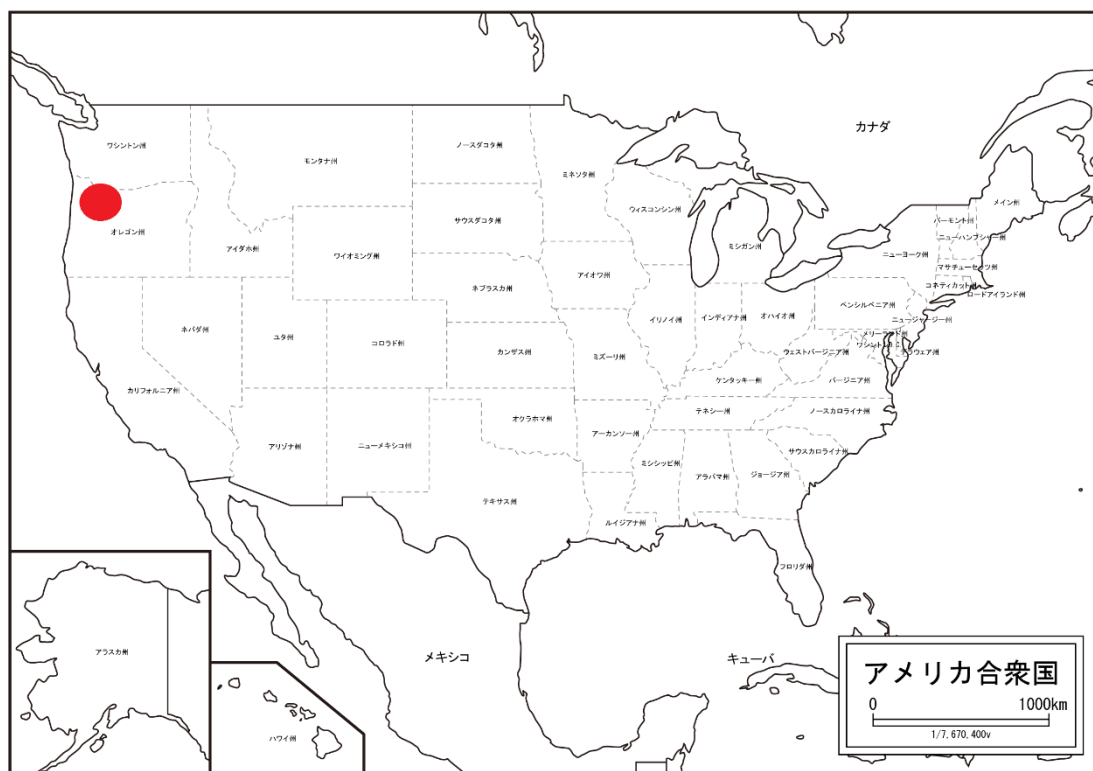 カナダ
ワシントン州
モンタナ州
ノースダコタ州
ミネソタ州
メイン州
バーモント州
ニューハンプシャー州
ウィスコンシン州
サウスダコタ州
オレゴン州
アイダホ州
ワイオミング州
ミシガン州
ニューヨーク州
マサチューセッツ州
コネティカット州
ロードアイランド州
アイオワ州
ネブラスカ州
ペンシルベニア州
ニュージャージー州
イリノイ州
インディアナ州
オハイオ州
メリーランド州
ワシントンD.C.
デラウェア州
ネバダ州
ユタ州
コロラド州
カンザス州
ミズーリ州
ウェストバージニア州
ケンタッキー州
バージニア州
カリフォルニア州
テネシー州
ノースカロライナ州
オクラホマ州
アーカンソー州
アリゾナ州
ニューメキシコ州
ミシシッピ州
アラバマ州
ジョージア州
サウスカロライナ州
テキサス州
ルイジアナ州
フロリダ州
アラスカ州
メキシコ
キューバ
ハワイ州
アメリカ合衆国
0 1000km
1/7,670,400v